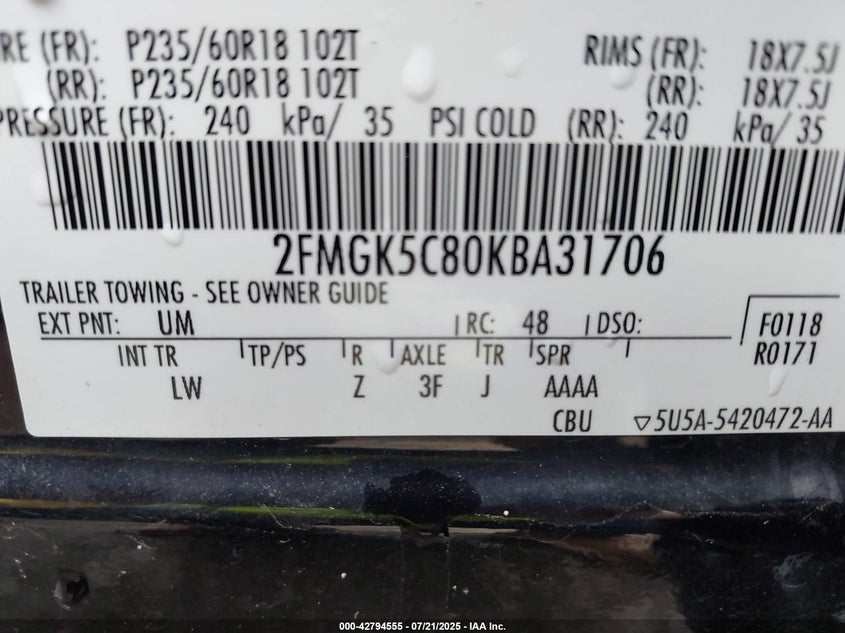 RE (FR): P235/60R18 102T RIMS (FR): 18X7.5J
(RR): P235/60R18 102T (RR): 18X7.5J
PRESSURE (FR): 240 kPa/ 35 PSI COLD (RR): 240 kPa/ 35
2FMGK5C80KBA31706
TRAILER TOWING - SEE OWNER GUIDE
EXT PNT: UM RC: 48 DSO: F0118
R0171
INT TR TP/PS R AXLE TR SPR
LW Z 3F J AAAA
CBU ▽5U5A-5420472-AA
000-42794555 / 07/21/2025 - IAA Inc.